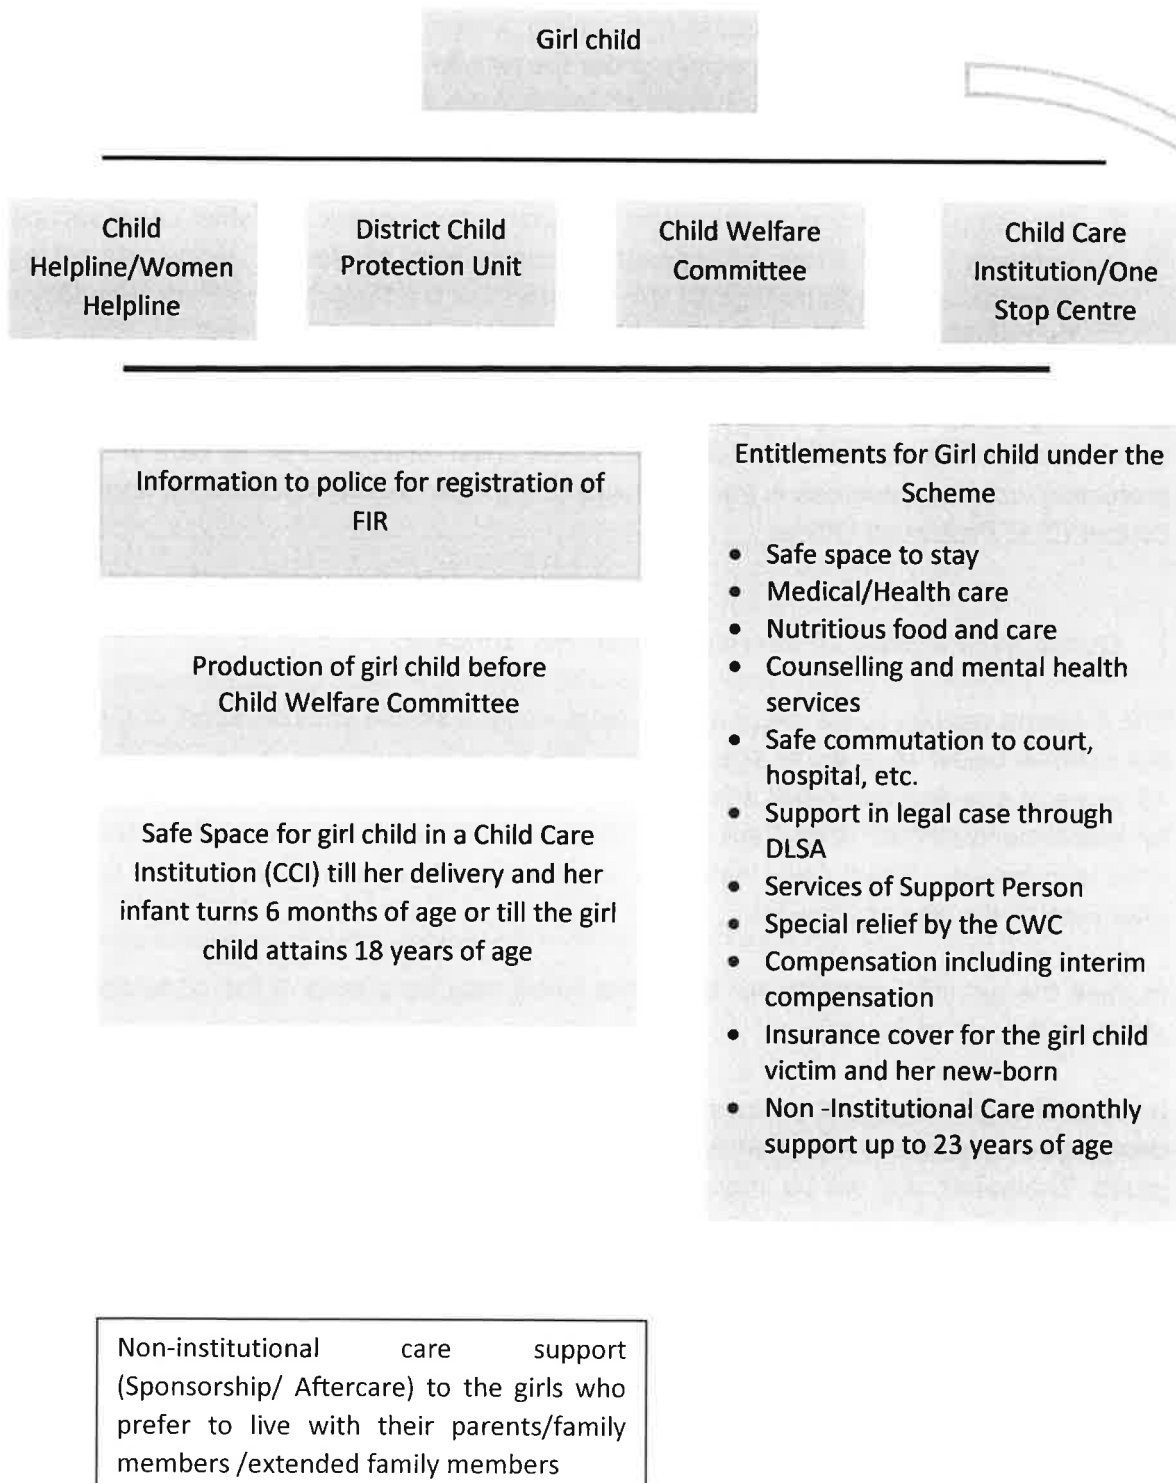 Girl child
Child
Helpline/Women
Helpline
District Child
Protection Unit
Child Welfare
Committee
Child Care
Institution/One
Stop Centre
Information to police for registration of
FIR
Production of girl child before
Child Welfare Committee
Safe Space for girl child in a Child Care
Institution (CCI) till her delivery and her
infant turns 6 months of age or till the girl
child attains 18 years of age
Entitlements for Girl child under the
Scheme
• Safe space to stay
• Medical/Health care
• Nutritious food and care
• Counselling and mental health
services
• Safe commutation to court,
hospital, etc.
• Support in legal case through
DLSA
• Services of Support Person
• Special relief by the CWC
• Compensation including interim
compensation
• Insurance cover for the girl child
victim and her new-born
• Non -Institutional Care monthly
support up to 23 years of age
Non-institutional care support
(Sponsorship/ Aftercare) to the girls who
prefer to live with their parents/family
members /extended family members